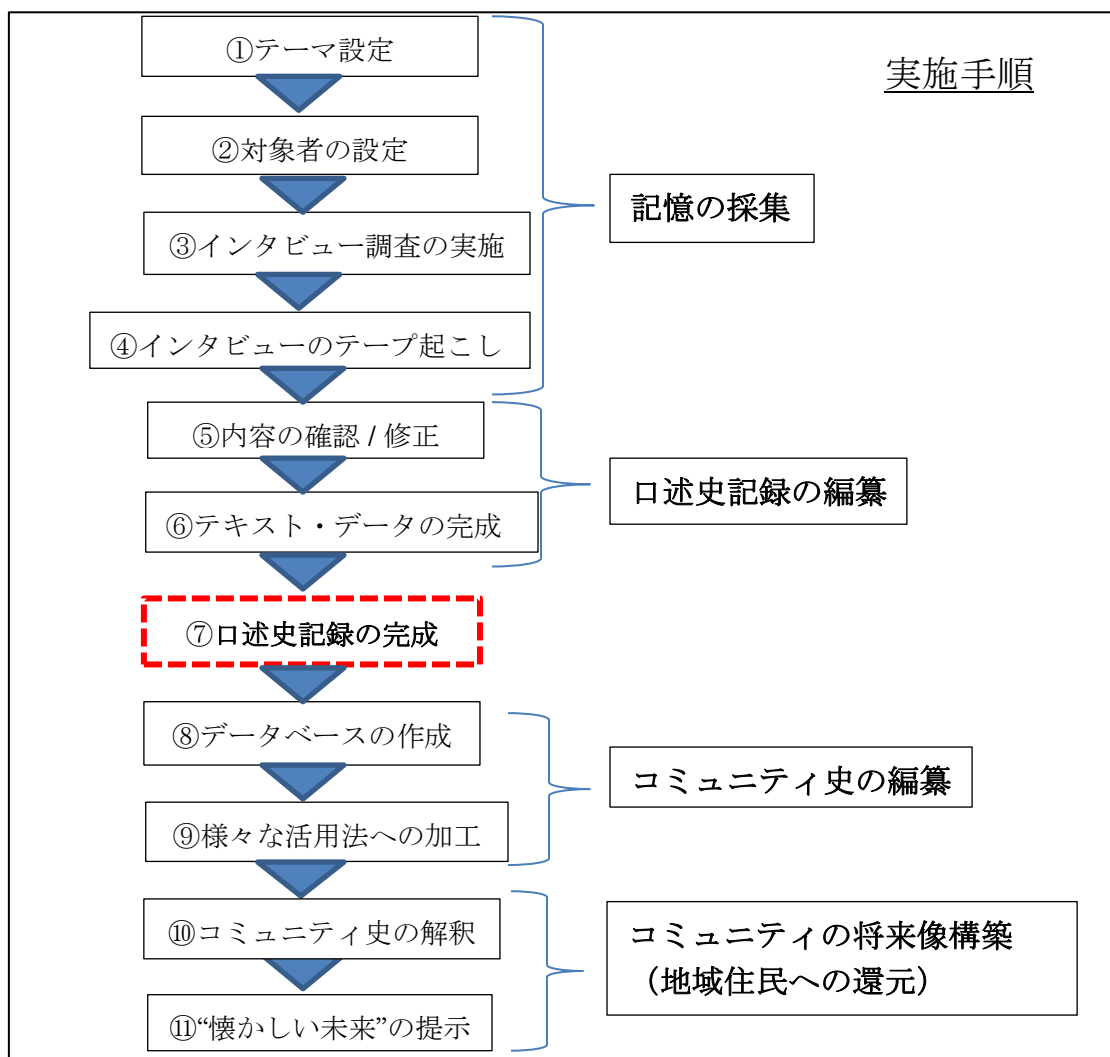 実施手順
①テーマ設定
②対象者の設定
③インタビュー調査の実施
④インタビューのテープ起こし
記憶の採集
⑤内容の確認 / 修正
⑥テキスト・データの完成
口述史記録の編纂
⑦口述史記録の完成
⑧データベースの作成
⑨様々な活用法への加工
コミュニティ史の編纂
⑩コミュニティ史の解釈
⑪“懐かしい未来”の提示
コミュニティの将来像構築
（地域住民への還元）